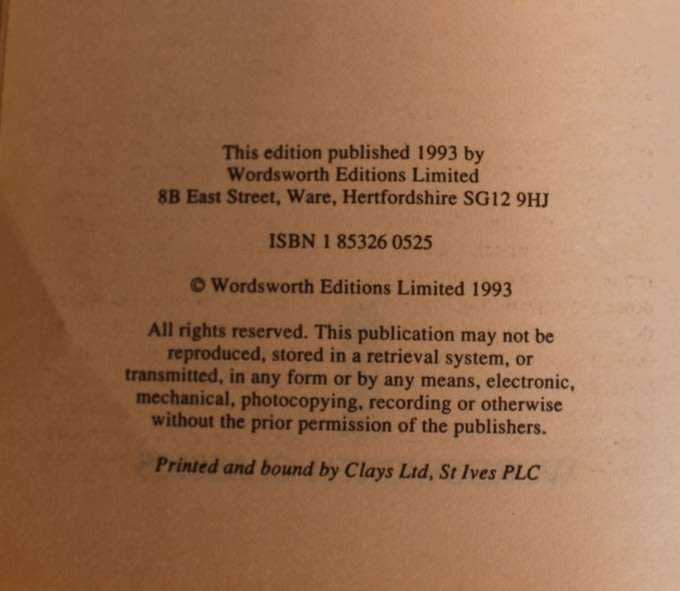 This edition published 1993 by
Wordsworth Editions Limited
8B East Street, Ware, Hertfordshire SG12 9HJ
ISBN 1 85326 0525
© Wordsworth Editions Limited 1993
All rights reserved. This publication may not be
reproduced, stored in a retrieval system, or
transmitted, in any form or by any means, electronic,
mechanical, photocopying, recording or otherwise
without the prior permission of the publishers.
Printed and bound by Clays Ltd, St Ives PLC